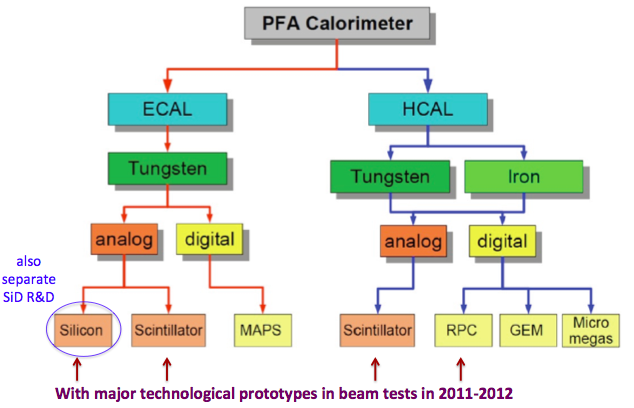 PFA Calorimeter
ECAL
HCAL
Tungsten
Tungsten
Iron
analog
digital
analog
digital
also
separate
SiD R&D
Silicon
Scintillator
MAPS
Scintillator
RPC
GEM
Micro
megas
With major technological prototypes in beam tests in 2011-2012